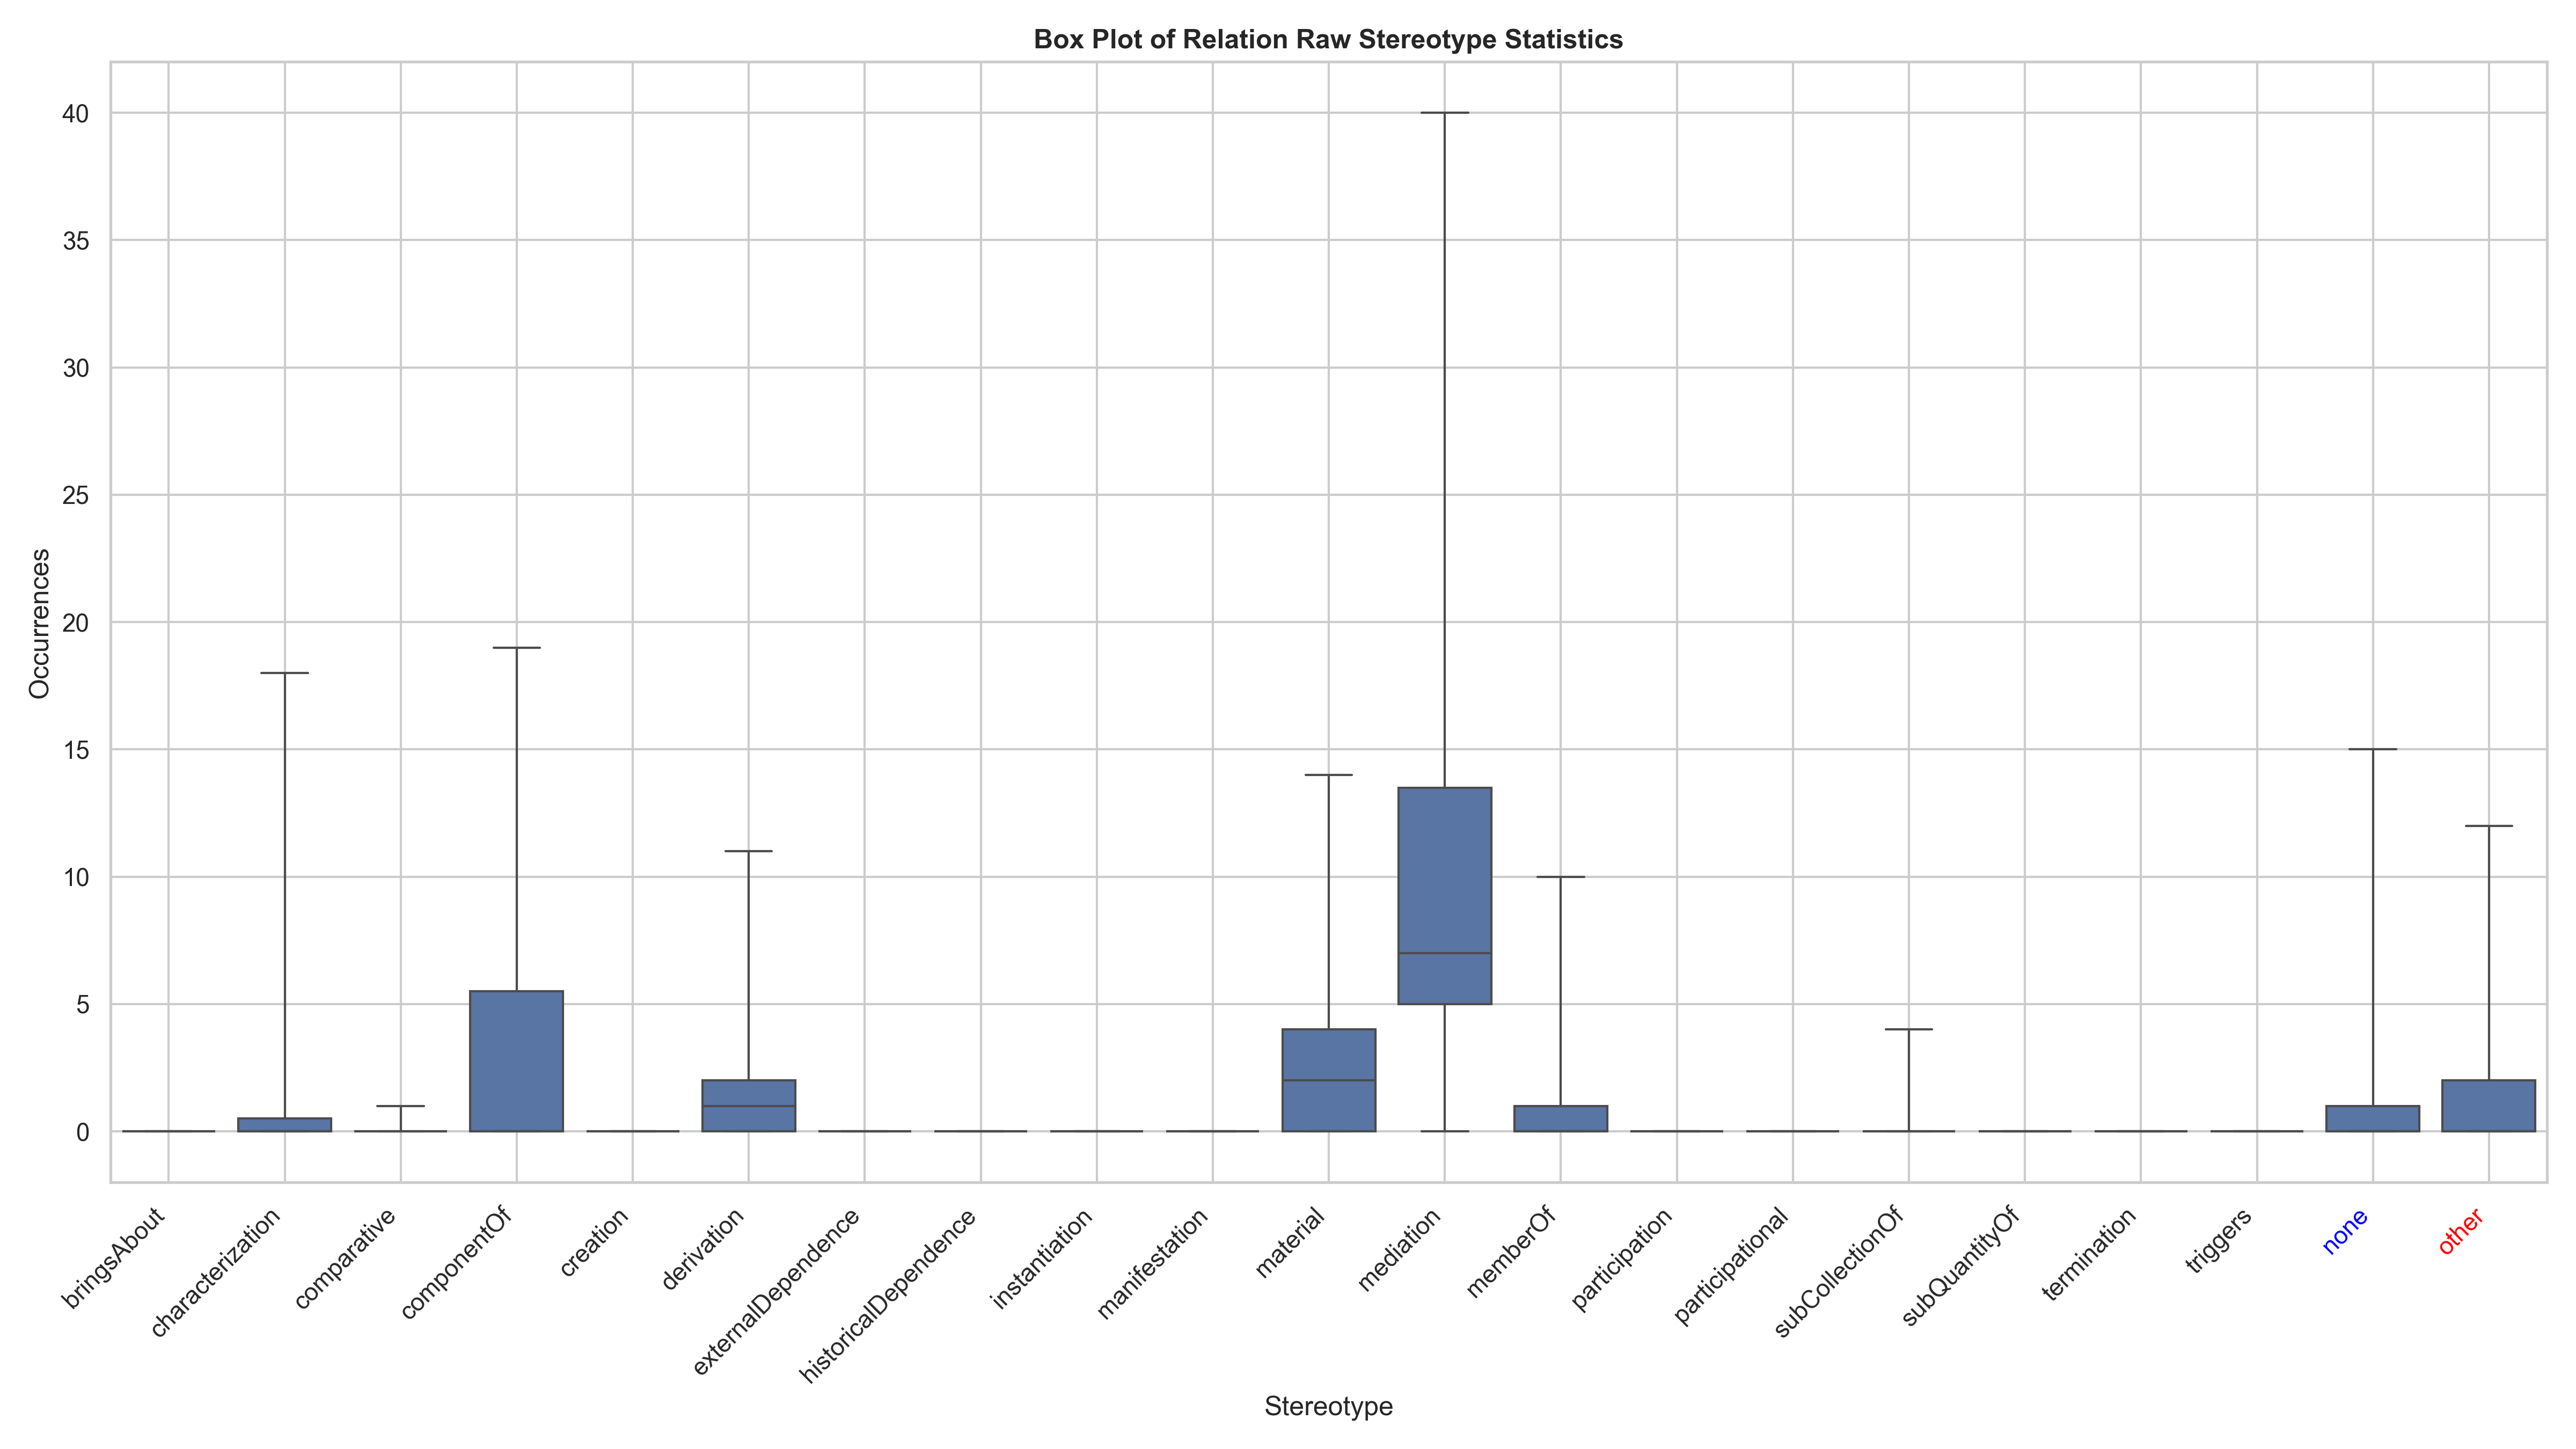 Box Plot of Relation Raw Stereotype Statistics
Occurrences
40
35
30
25
20
15
10
5
0
bringsAbout
characterization
comparative
componentOf
creation
derivation
externalDependence
historicalDependence
instantiation
manifestation
material
mediation
memberOf
participation
participational
subCollectionOf
subQuantityOf
termination
triggers
none
other
Stereotype